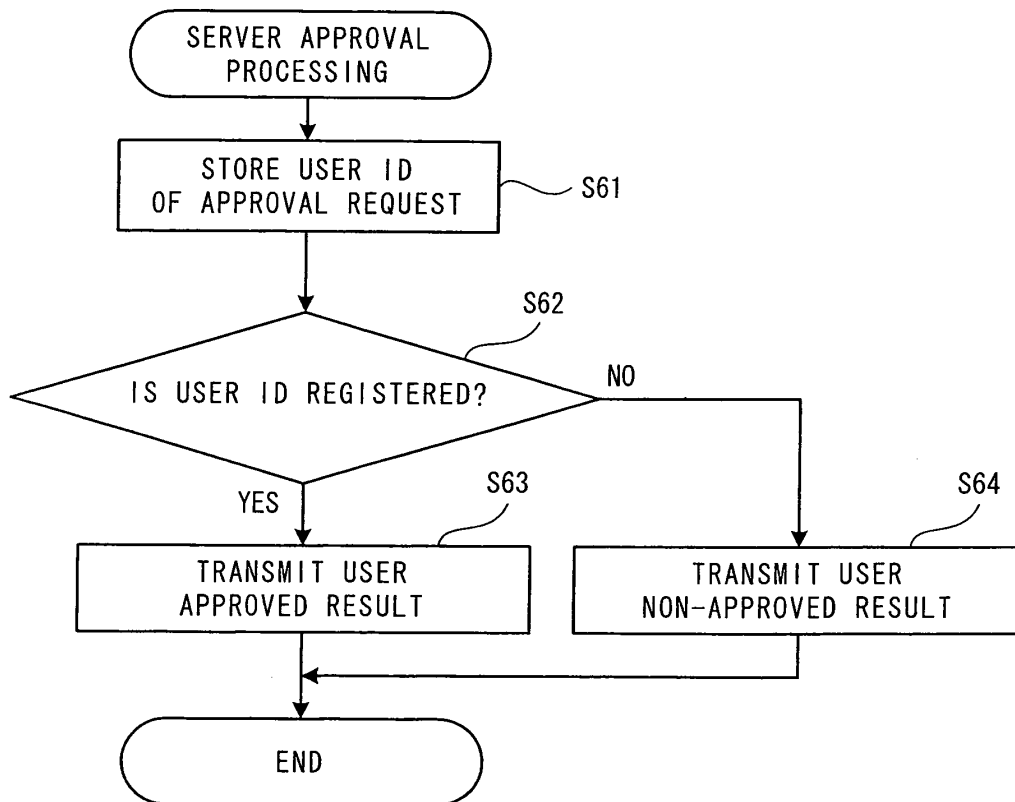 SERVER APPROVAL
PROCESSING
STORE USER ID
OF APPROVAL REQUEST
S61
S62
IS USER ID REGISTERED?
NO
YES
S63
S64
TRANSMIT USER
APPROVED RESULT
TRANSMIT USER
NON-APPROVED RESULT
END